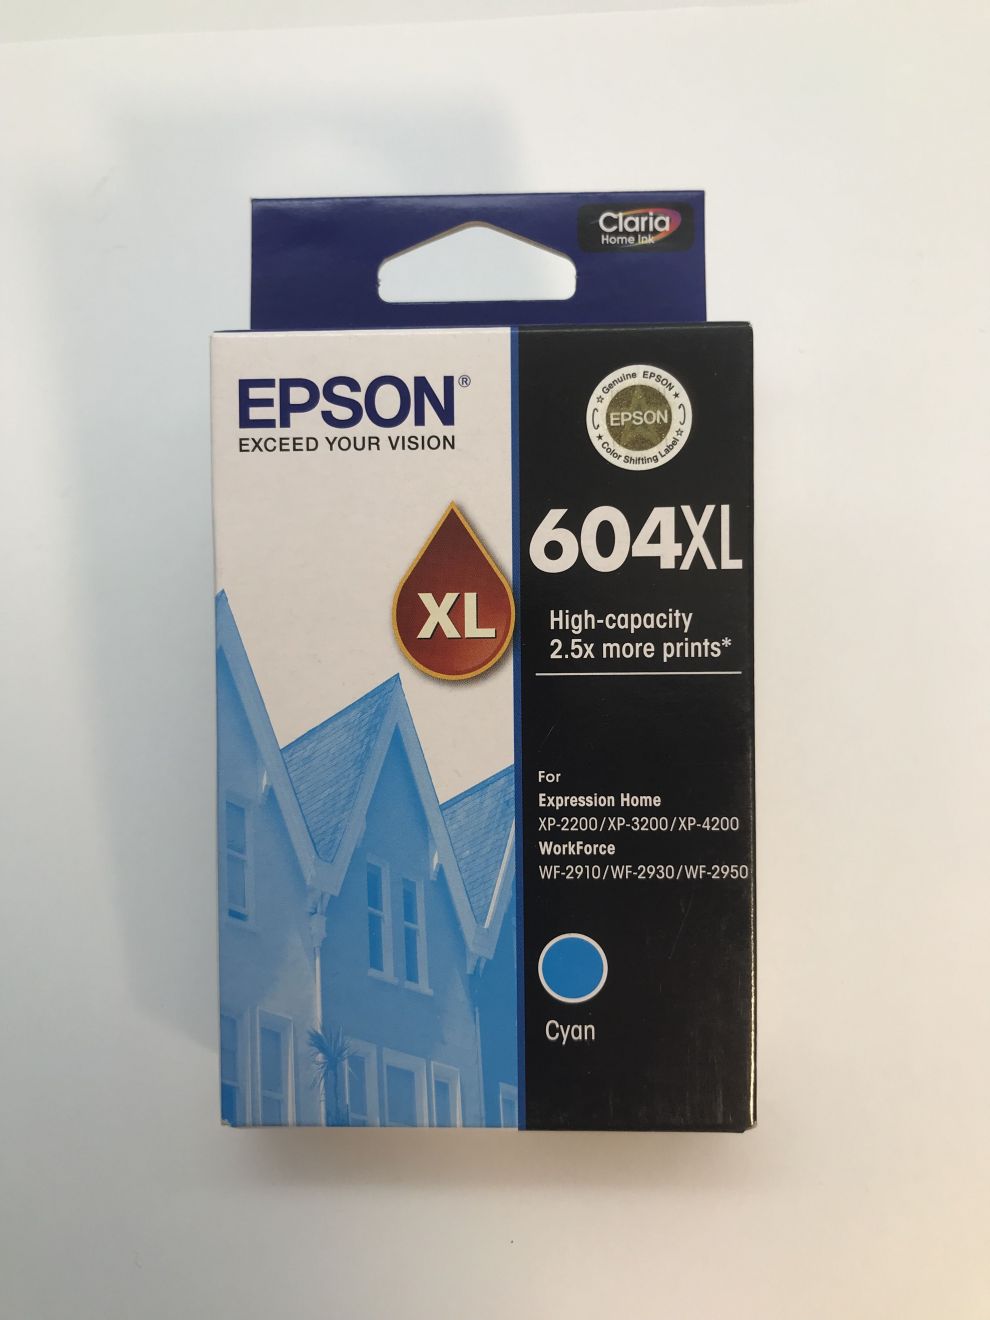 Claria
Home Ink
EPSON®
EXCEED YOUR VISION
Genuine EPSON
EPSON
Color Shifting Label
604XL
XL
High-capacity
2.5x more prints*
For
Expression Home
XP-2200/XP-3200/XP-4200
WorkForce
WF-2910/WF-2930/WF-2950
Cyan